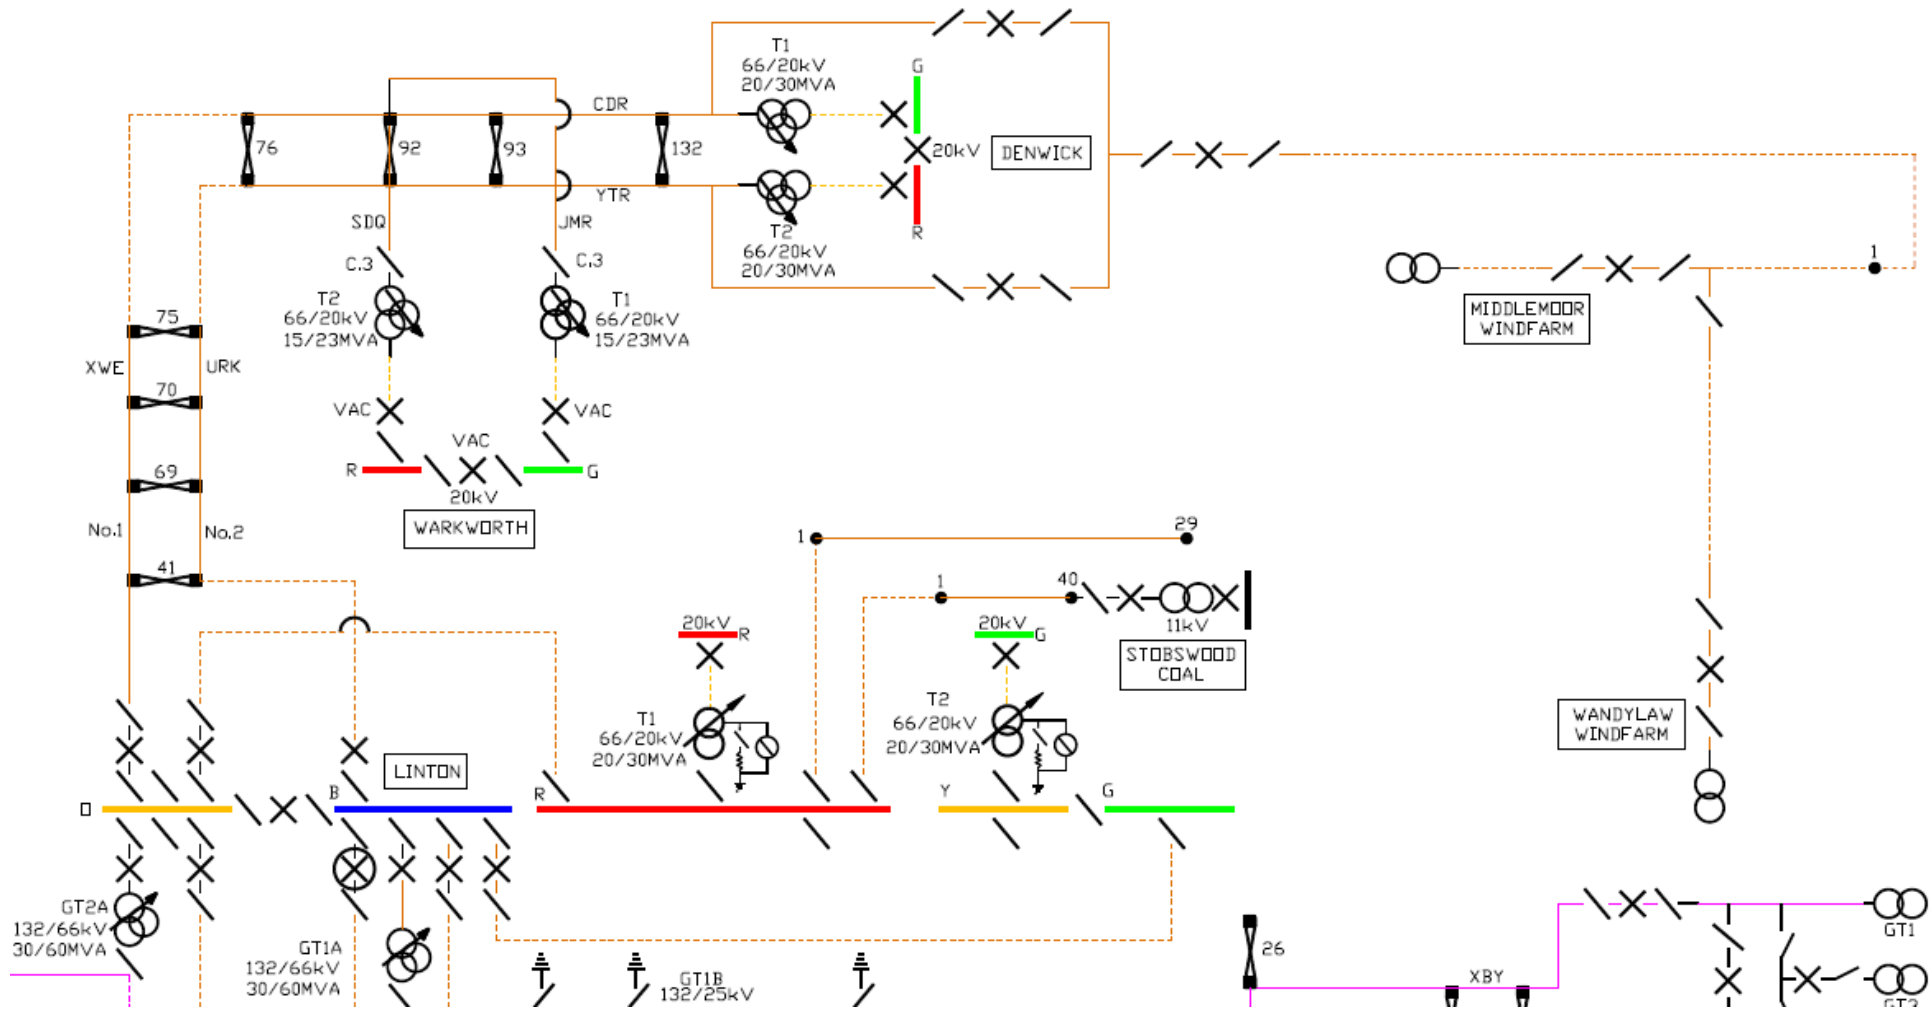 T1
66/20kV
20/30MVA
G
CDR
76
92
93
132
20kV
DENWICK
YTR
SDQ
JMR
T2
66/20kV
20/30MVA
R
C.3
C.3
1
T2
66/20kV
15/23MVA
T1
66/20kV
15/23MVA
MIDDLEMOOR
WINDFARM
75
XWE
URK
70
VAC
VAC
VAC
R
G
20kV
69
WARKWORTH
No.1
No.2
1
29
41
1
40
11kV
20kV
R
20kV
G
STOBSWOOD
COAL
T1
66/20kV
20/30MVA
T2
66/20kV
20/30MVA
WANDYLAW
WINDFARM
LINTON
O
B
R
Y
G
GT2A
132/66kV
30/60MVA
GT1A
132/66kV
30/60MVA
GT1B
132/25kV
26
XBY
GT1